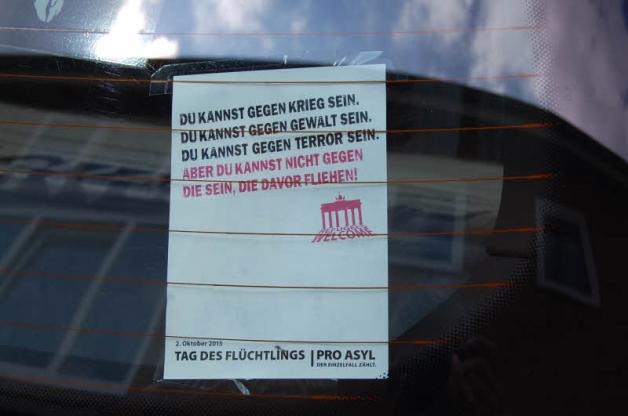 DU KANNST GEGEN KRIEG SEIN.
DU KANNST GEGEN GEWALT SEIN.
DU KANNST GEGEN TERROR SEIN.
ABER DU KANNST NICHT GEGEN
DIE SEIN, DIE DAVOR FLIEHEN!
REFUGEES
WELCOME
2. Oktober 2015
TAG DES FLÜCHTLINGS
PRO ASYL
DER EINZELFALL ZÄHLT.